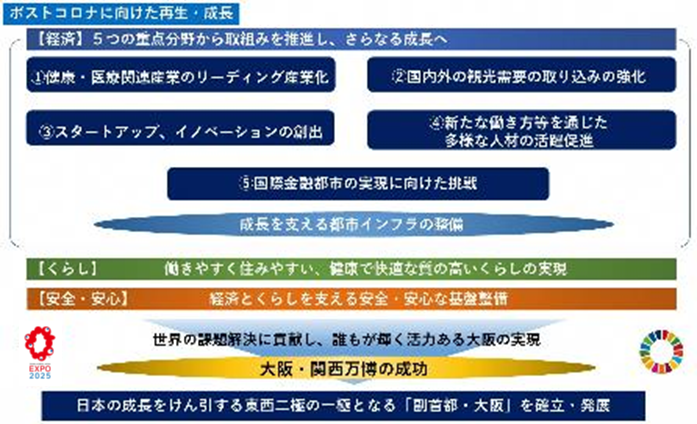 ポストコロナに向けた再生・成長
【経済】５つの重点分野から取組みを推進し、さらなる成長へ
①健康・医療関連産業のリーディング産業化
②国内外の観光需要の取り込みの強化
③スタートアップ、イノベーションの創出
④新たな働き方等を通じた
多様な人材の活躍促進
⑤国際金融都市の実現に向けた挑戦
成長を支える都市インフラの整備
【くらし】 働きやすく住みやすい、健康で快適な質の高いくらしの実現
【安全・安心】 経済とくらしを支える安全・安心な基盤整備
世界の課題解決に貢献し、誰もが輝く活力ある大阪の実現
EXPO
2025
大阪・関西万博の成功
日本の成長をけん引する東西二極の一極となる「副首都・大阪」を確立・発展